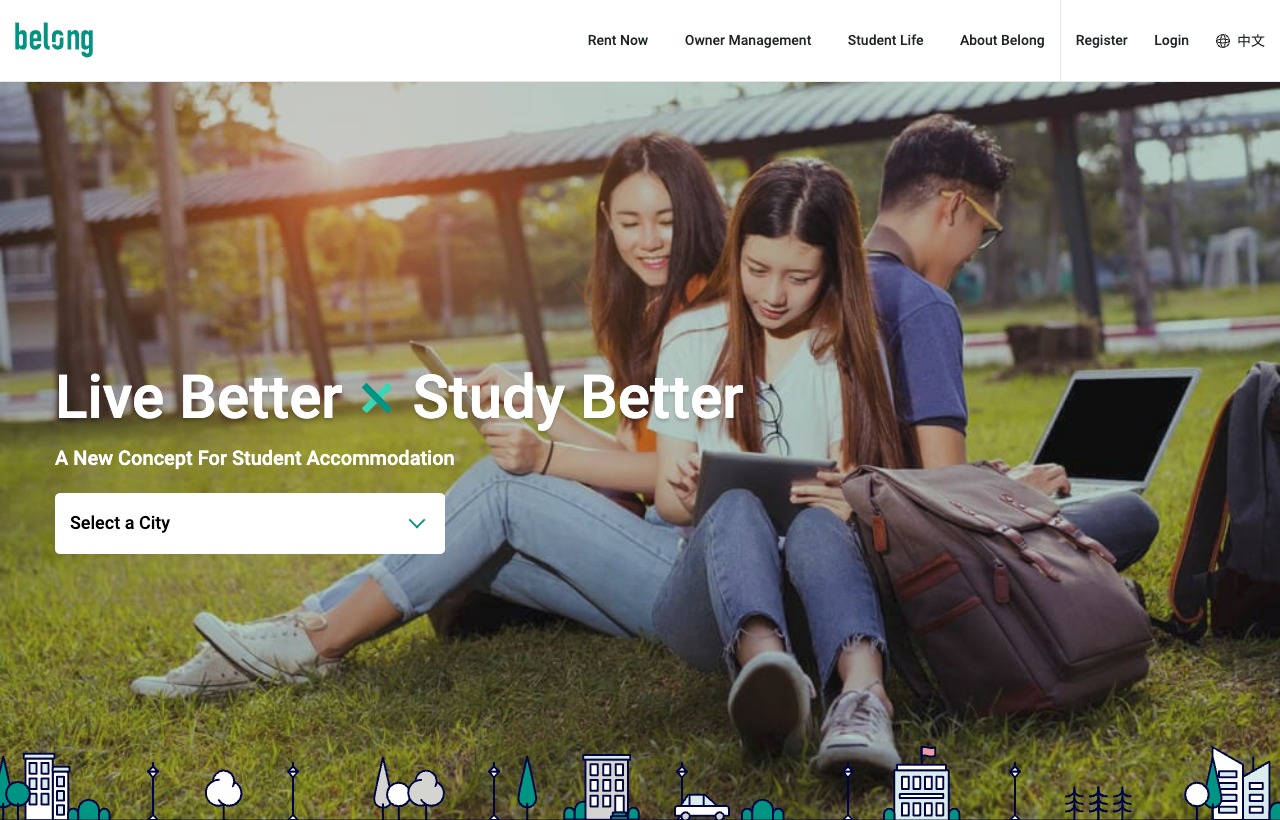 belong
Rent Now
Owner Management
Student Life
About Belong
Register
Login
中文
Live Better × Study Better
A New Concept For Student Accommodation
Select a City